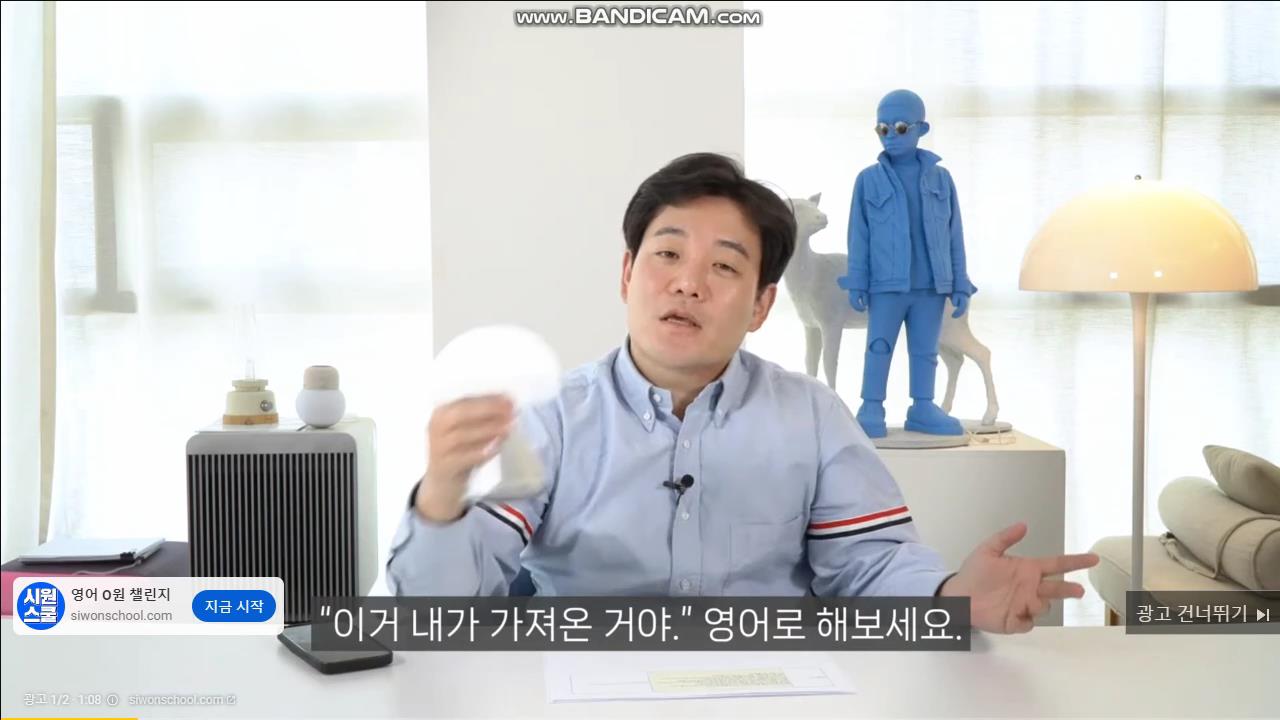 www.BANDICAM.com
시원
스쿨
영어 0원 챌린지
siwonschool.com
지금 시작
"이거 내가 가져온 거야." 영어로 해보세요.
광고 건너뛰기
광고 1/2 · 1:08
siwonschool.com